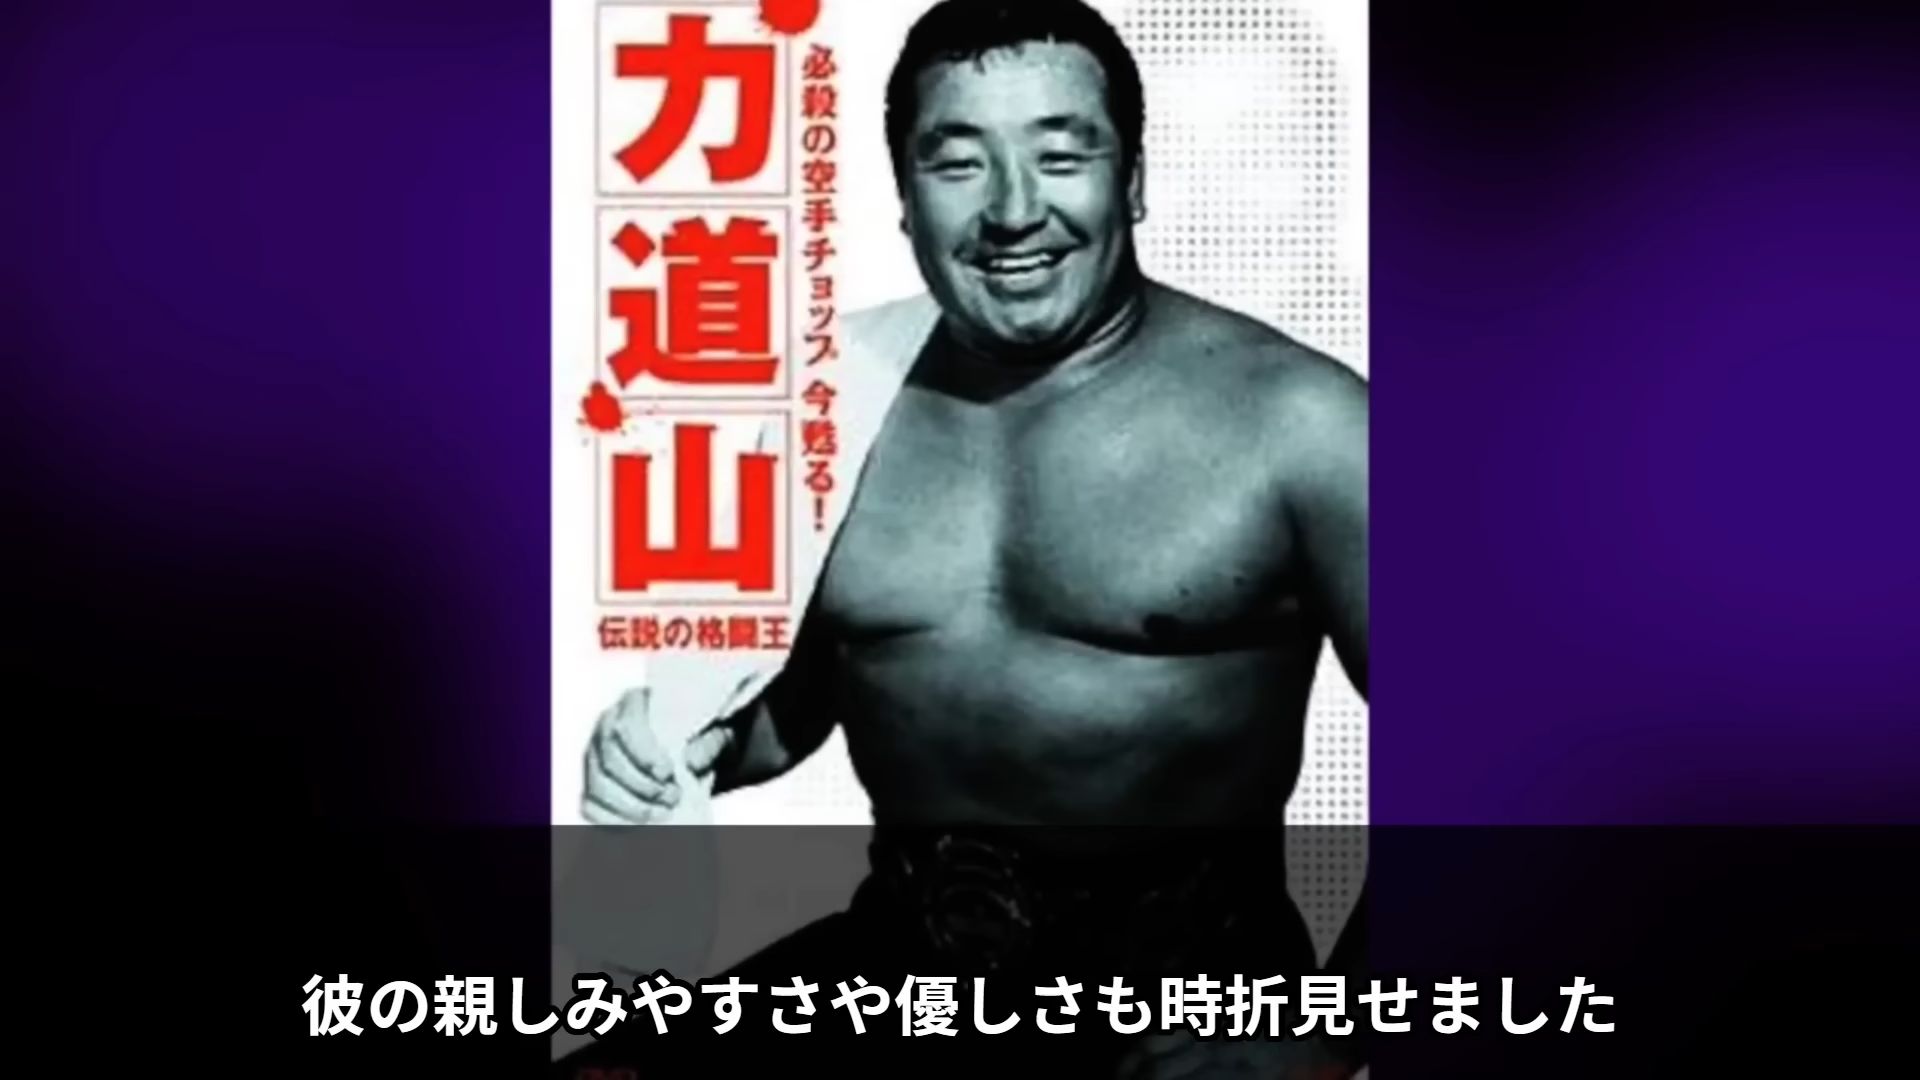 力道山
必殺の空手チョップ 今甦る!
伝説の格闘王
彼の親しみやすさや優しさも時折見せました